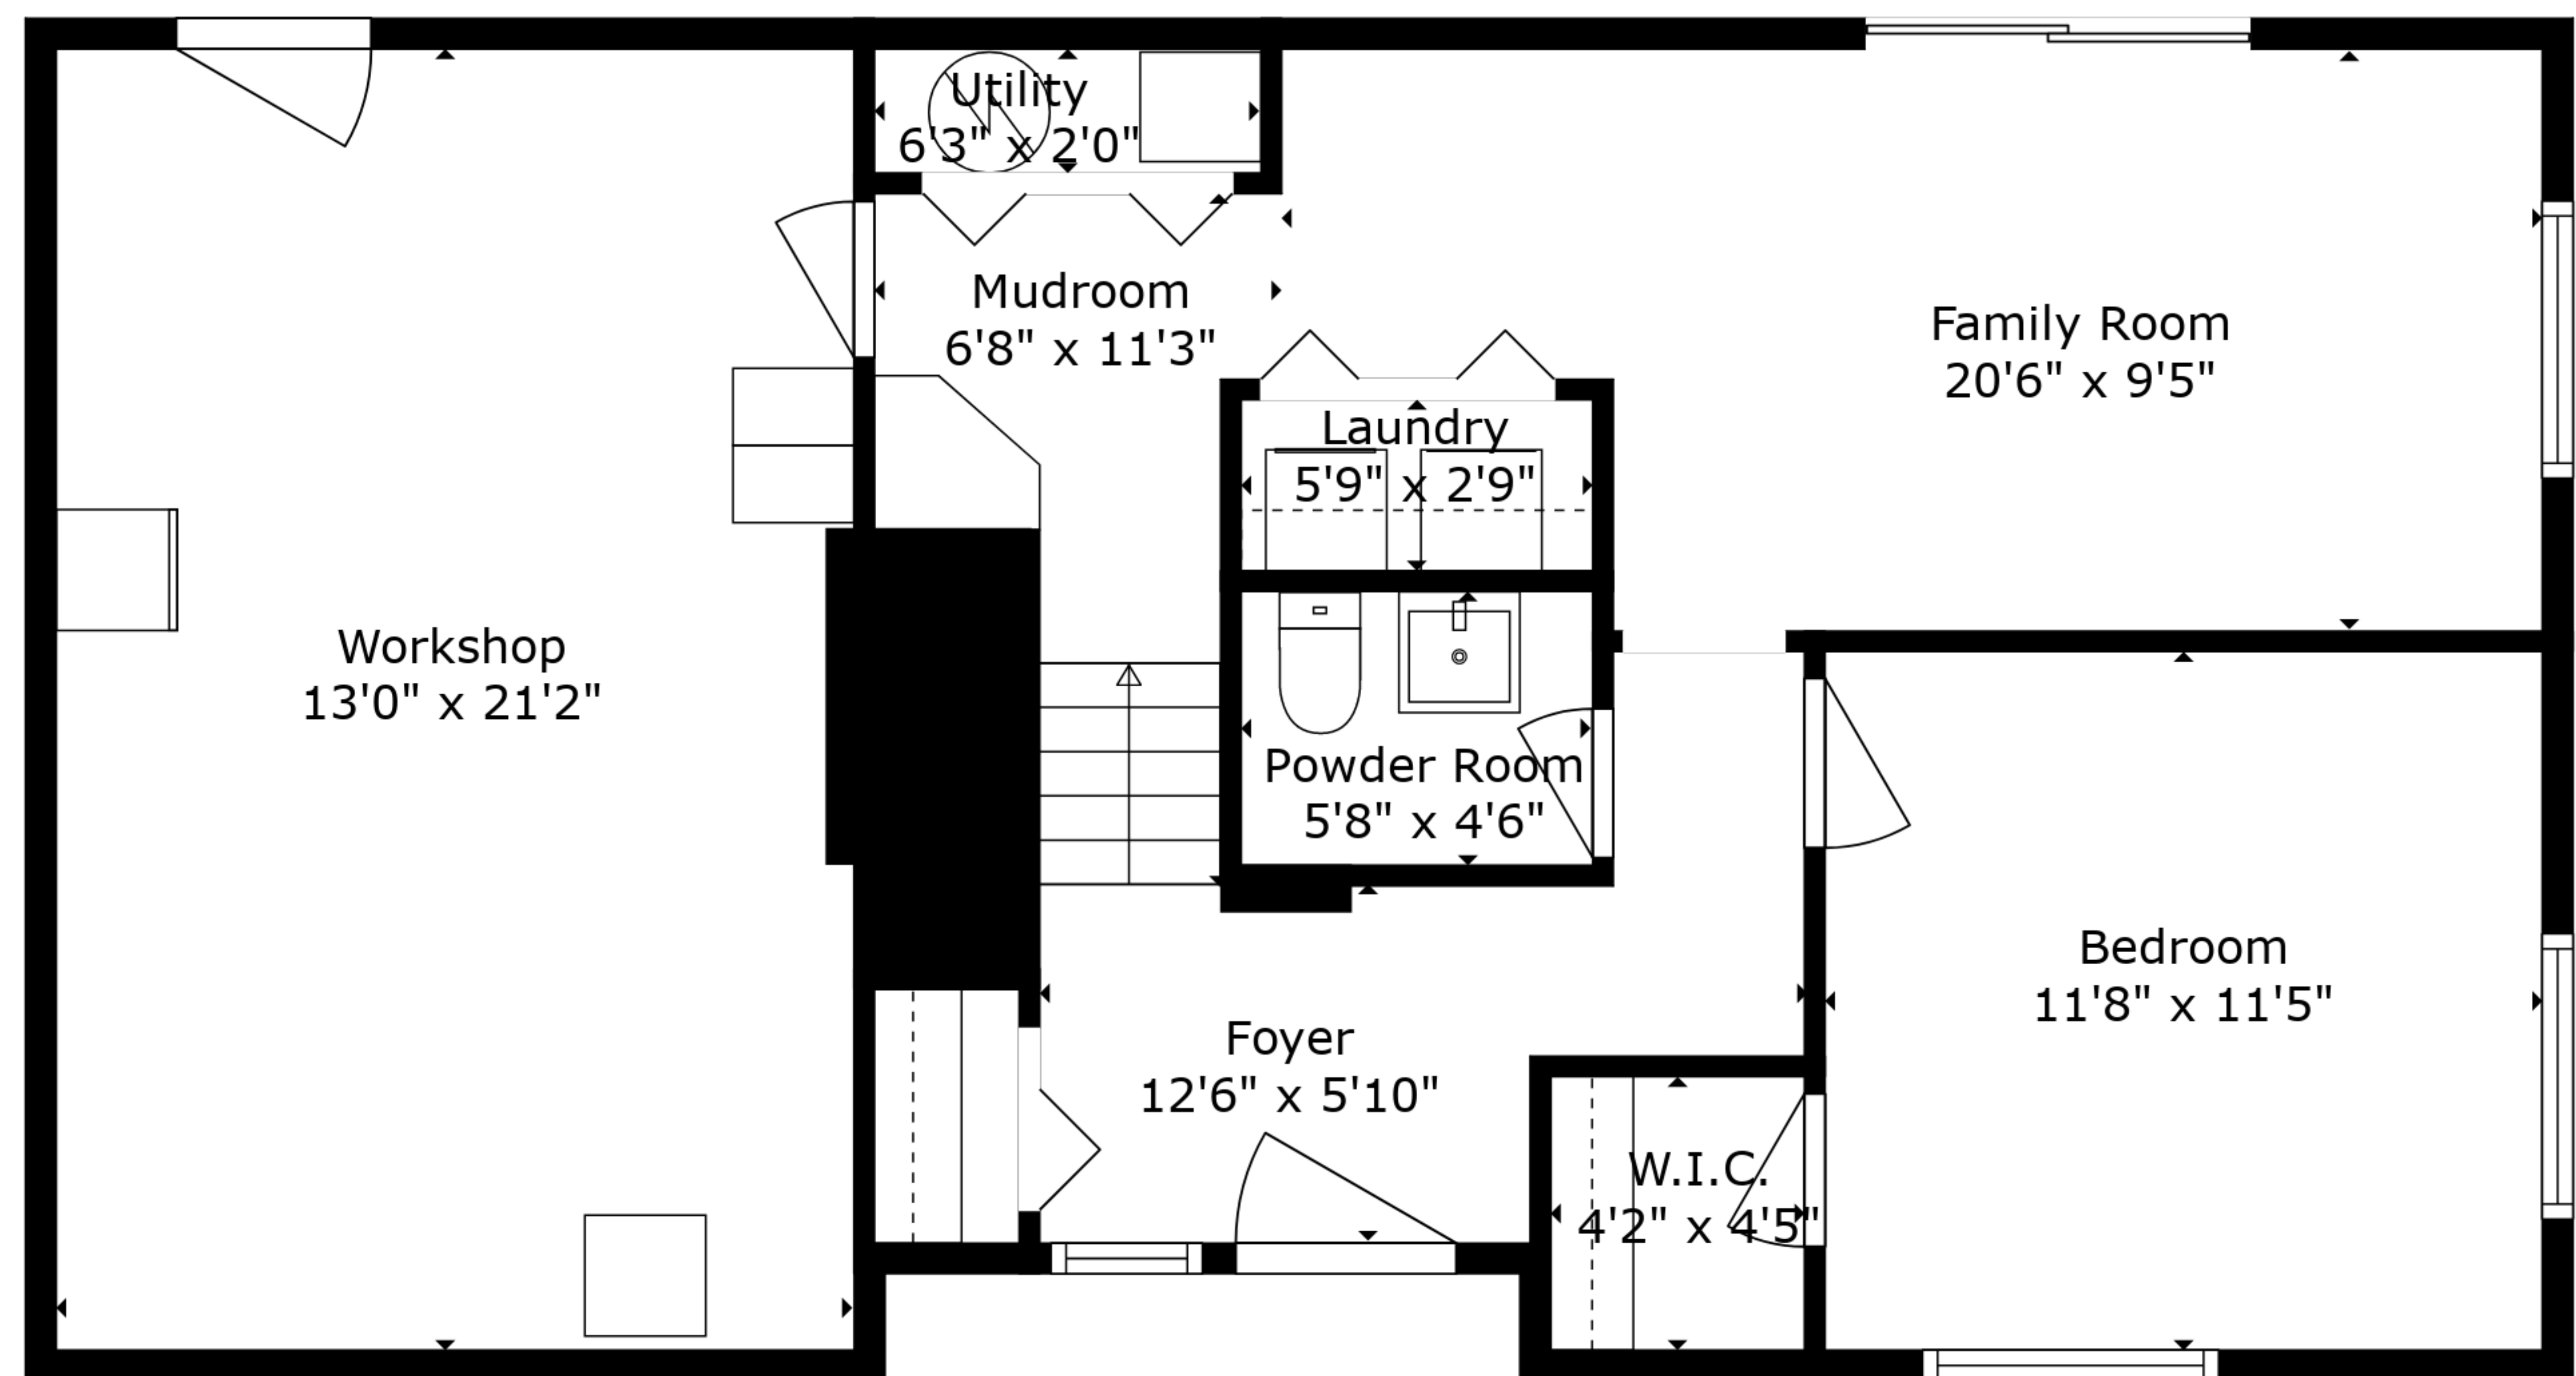 Utility
6'3" x 2'0"
Mudroom
6'8" x 11'3"
Family Room
20'6" x 9'5"
Laundry
5'9" x 2'9"
Workshop
13'0" x 21'2"
Powder Room
5'8" x 4'6"
Bedroom
11'8" x 11'5"
Foyer
12'6" x 5'10"
W.I.C.
4'2" x 4'5"